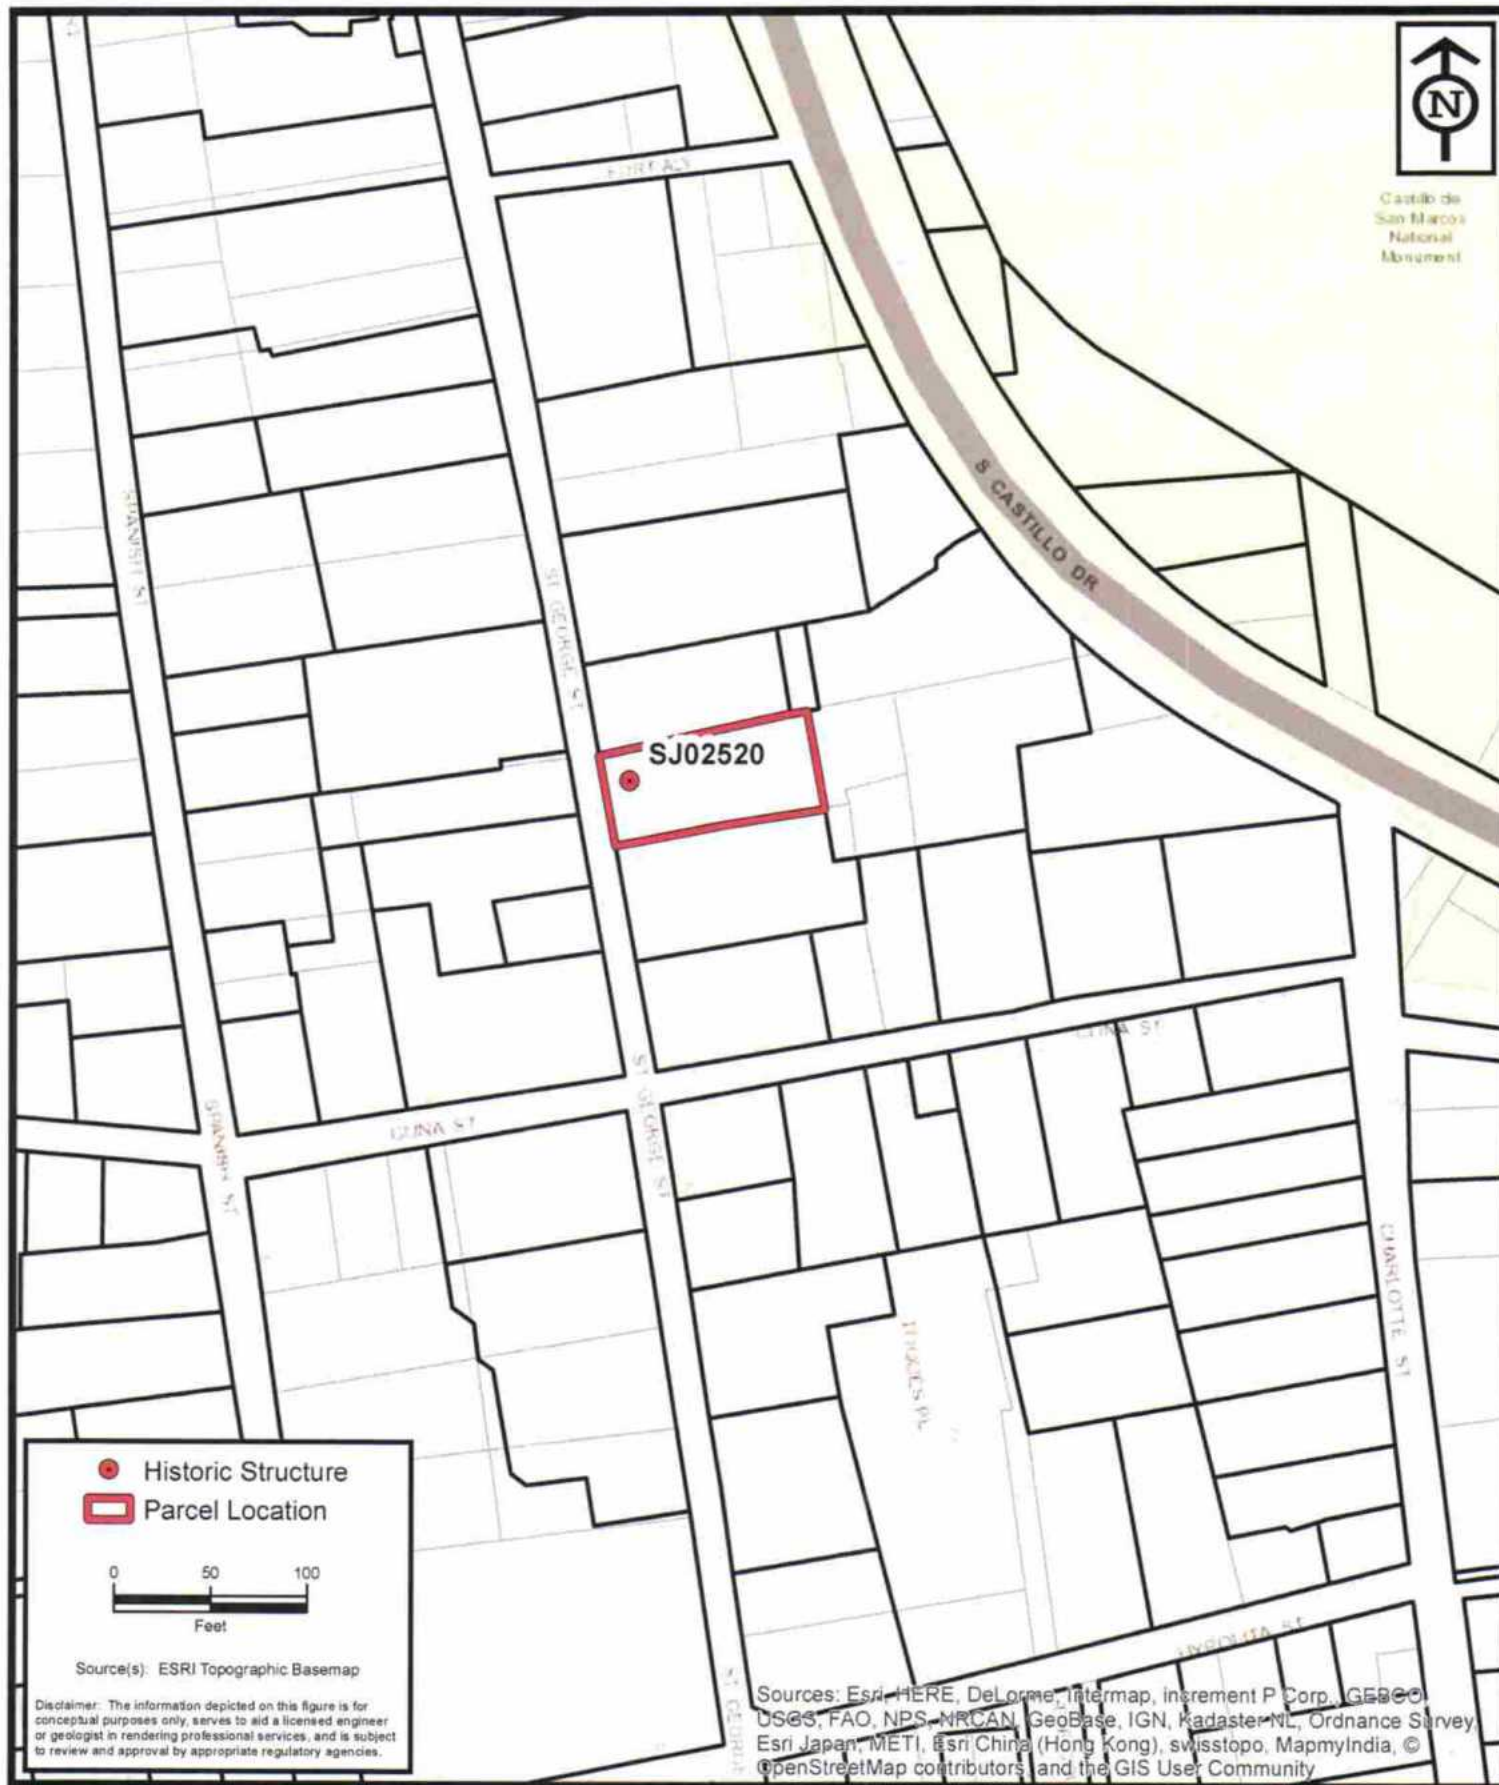 N
Castillo de
San Marcos
National
Monument
S CASTILLO DR
SPANISH ST
ST GEORGE ST
SJ02520
CUNA ST
ST GEORGE ST
SPANISH ST
CUNA ST
CHARLOTTE ST
HYPOLITA ST
Historic Structure
Parcel Location
0 50 100
Feet
Source(s): ESRI Topographic Basemap
Disclaimer: The information depicted on this figure is for
conceptual purposes only, serves to aid a licensed engineer
or geologist in rendering professional services, and is subject
to review and approval by appropriate regulatory agencies.
Sources: Esri, HERE, DeLorme, Intermap, increment P Corp., GEBCO,
USGS, FAO, NPS, NRCAN, GeoBase, IGN, Kadaster NL, Ordnance Survey,
Esri Japan, METI, Esri China (Hong Kong), swisstopo, MapmyIndia, ©
OpenStreetMap contributors, and the GIS User Community